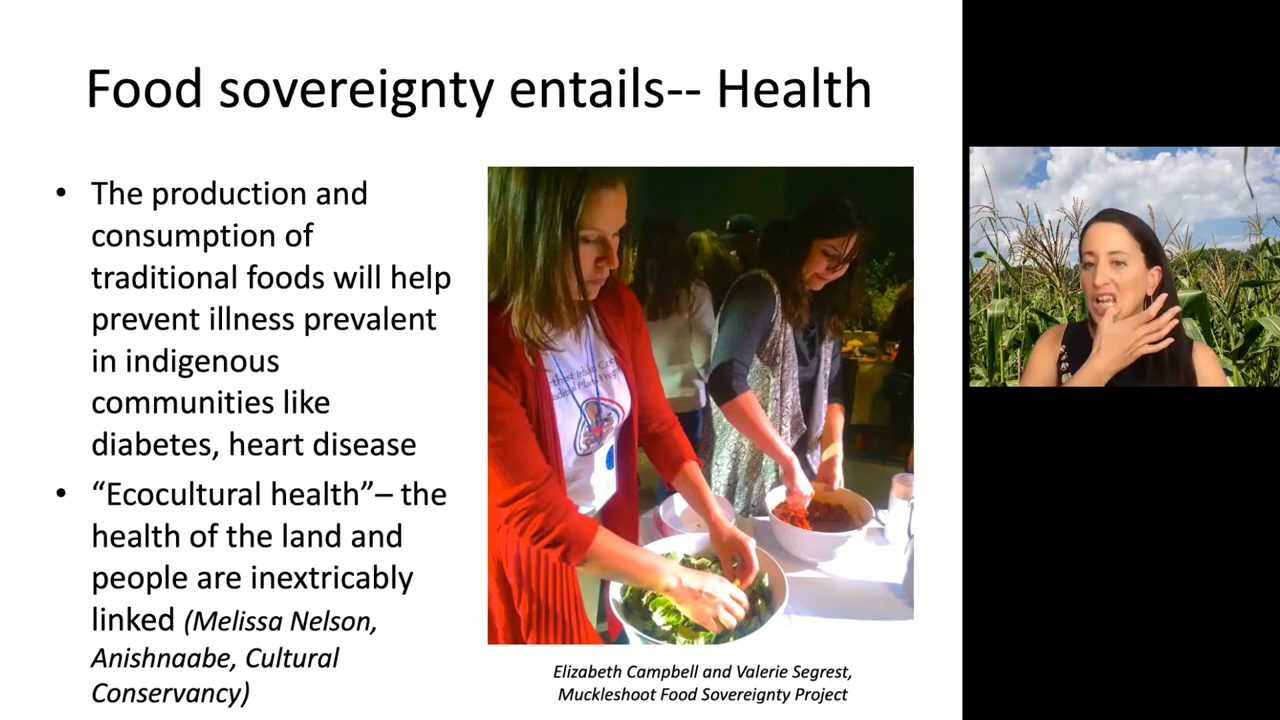 Food sovereignty entails-- Health
• The production and
consumption of
traditional foods will help
prevent illness prevalent
in indigenous
communities like
diabetes, heart disease
• “Ecocultural health”– the
health of the land and
people are inextricably
linked (Melissa Nelson,
Anishnaabe, Cultural
Conservancy)
Elizabeth Campbell and Valerie Segrest,
Muckleshoot Food Sovereignty Project